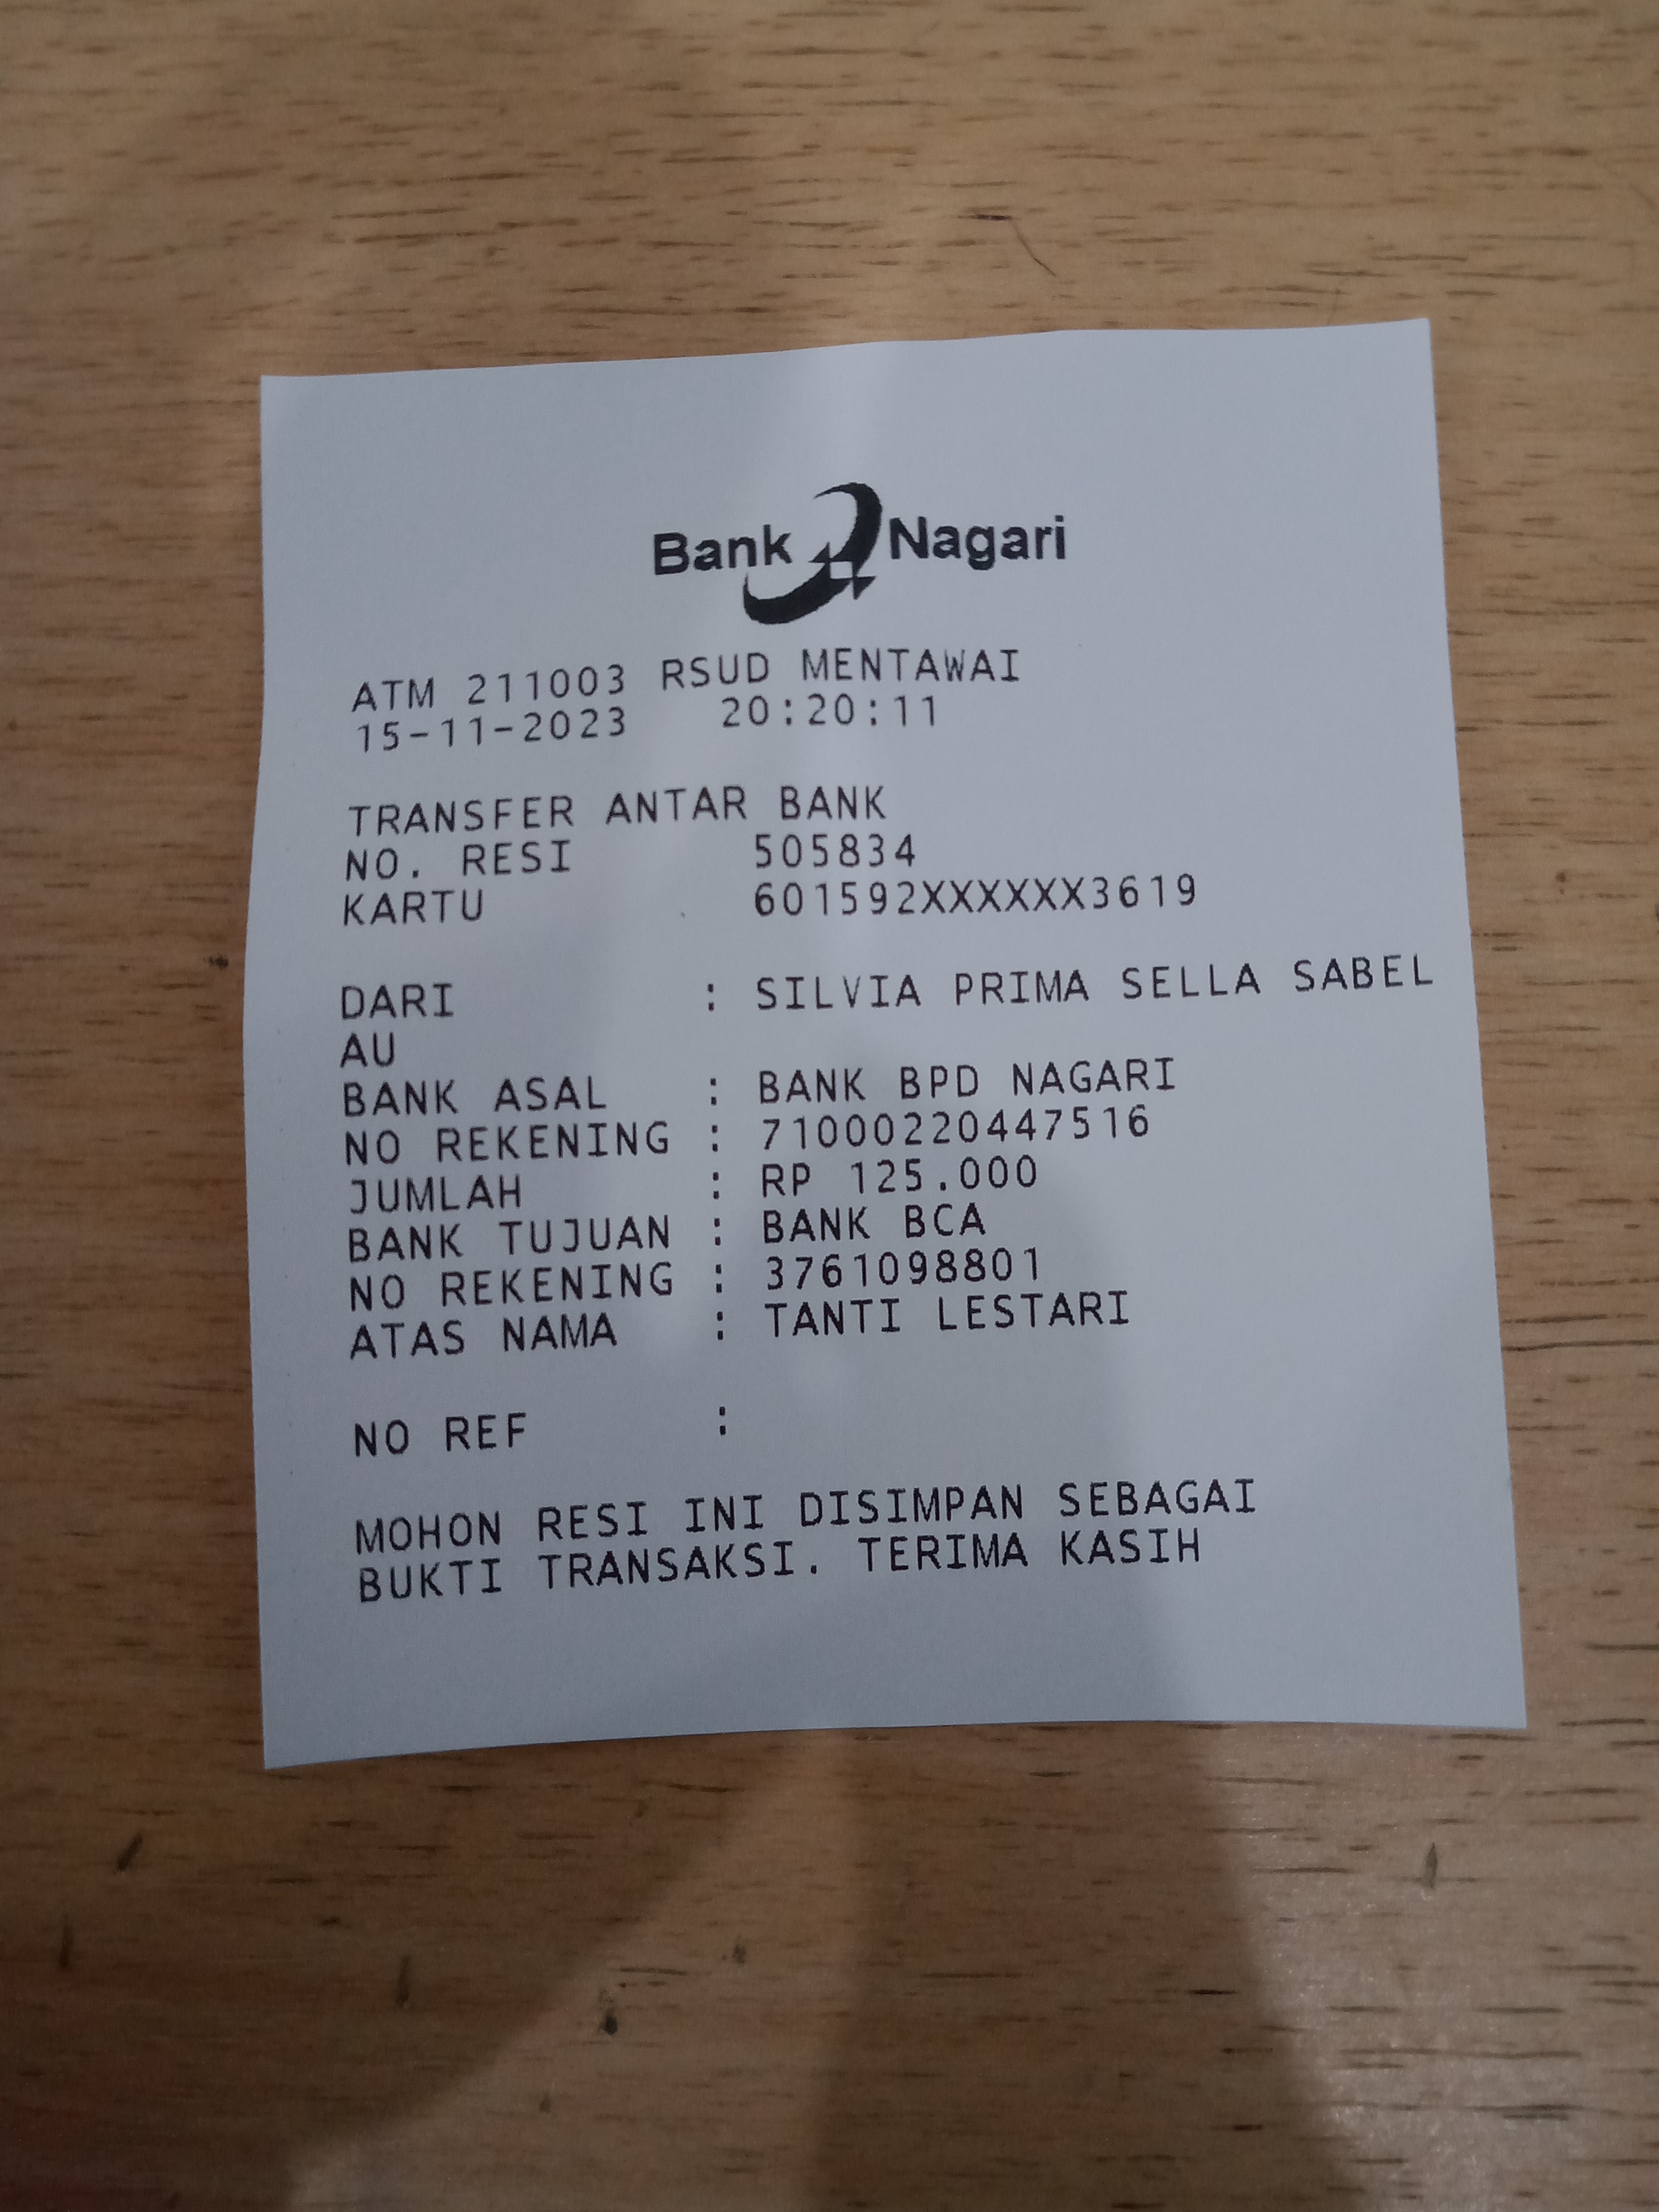 Bank Nagari
ATM 211003 RSUD MENTAWAI
15-11-2023 20:20:11
TRANSFER ANTAR BANK
NO. RESI 505834
KARTU 601592XXXXXX3619
DARI : SILVIA PRIMA SELLA SABEL
AU
BANK ASAL : BANK BPD NAGARI
NO REKENING : 71000220447516
JUMLAH : RP 125.000
BANK TUJUAN : BANK BCA
NO REKENING : 3761098801
ATAS NAMA : TANTI LESTARI
NO REF :
MOHON RESI INI DISIMPAN SEBAGAI
BUKTI TRANSAKSI. TERIMA KASIH